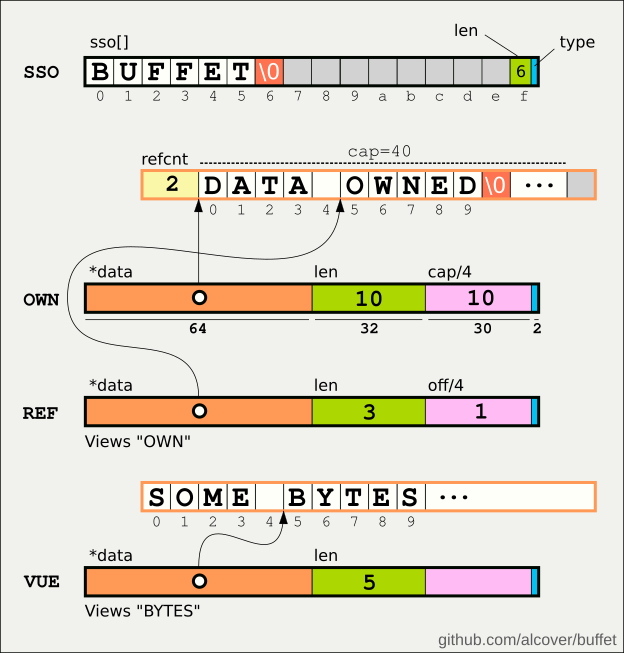 len
sso[] type
SSO B U F F E T \0 6
0 1 2 3 4 5 6 7 8 9 a b c d e f
refcnt cap=40
2 D A T A O W N E D \0 ...
0 1 2 3 4 5 6 7 8 9
*data len cap/4
OWN 10 10
64 32 30 2
*data len off/4
REF 3 1
Views "OWN"
S O M E B Y T E S ...
0 1 2 3 4 5 6 7 8 9
*data len
VUE 5
Views "BYTES"
github.com/alcover/buffet